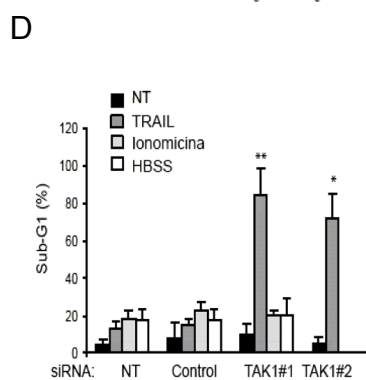 D
NT
TRAIL
Ionomicina
HBSS
120
100
80
60
40
20
0
Sub-G1 (%)
** *
siRNA: NT Control TAK1#1 TAK1#2